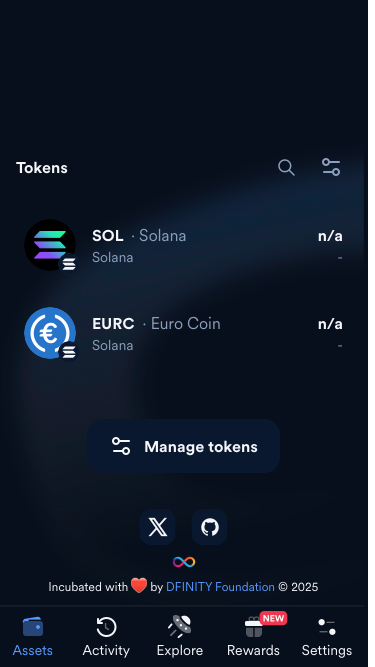 Tokens
SOL · Solana n/a
Solana -
EURC · Euro Coin n/a
Solana -
Manage tokens
Incubated with ❤️ by DFINITY Foundation © 2025
NEW
Assets Activity Explore Rewards Settings